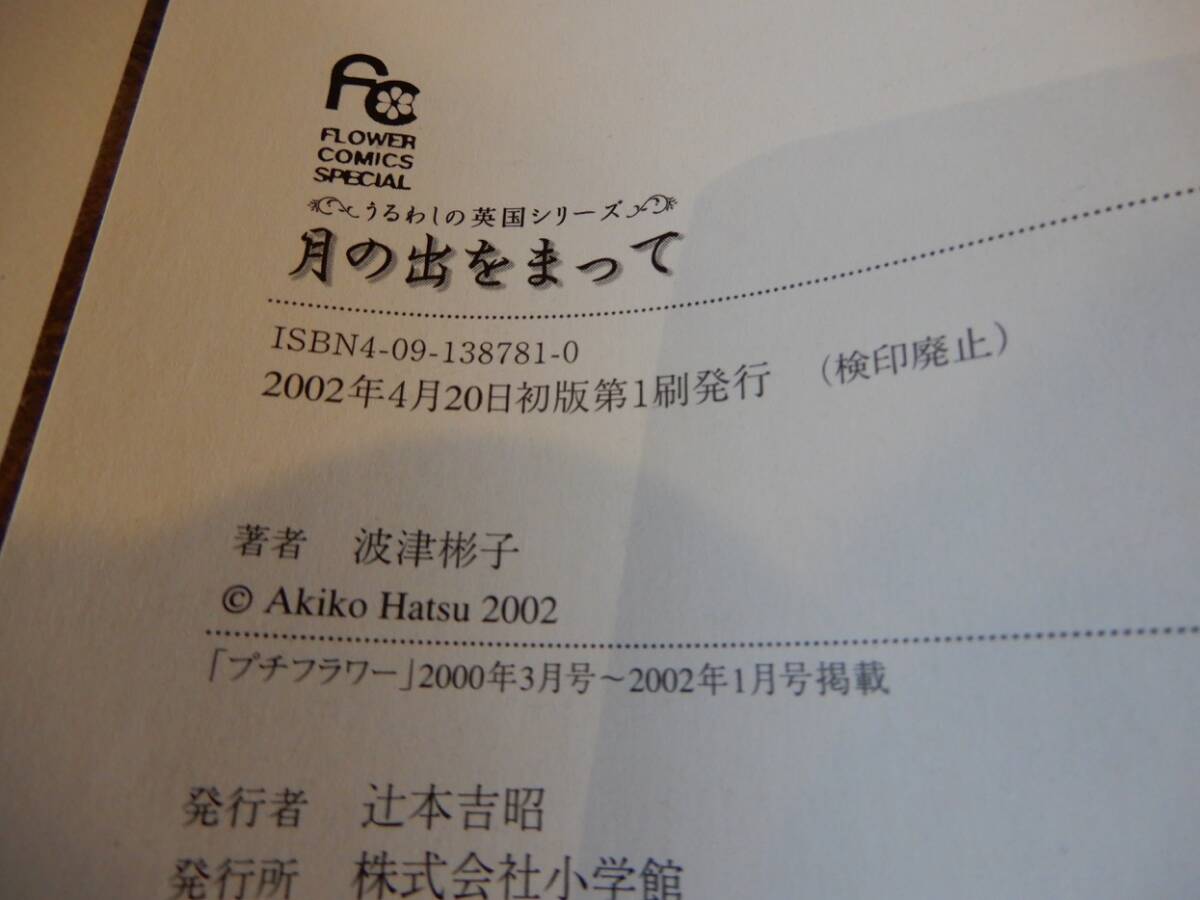 FC
FLOWER
COMICS
SPECIAL
うるわしの英国シリーズ
月の出をまって
ISBN4-09-138781-0
2002年4月20日初版第1刷発行 (検印廃止)
著者 波津彬子
© Akiko Hatsu 2002
「プチフラワー」2000年3月号~2002年1月号掲載
発行者 辻本吉昭
発行所 株式会社小学館